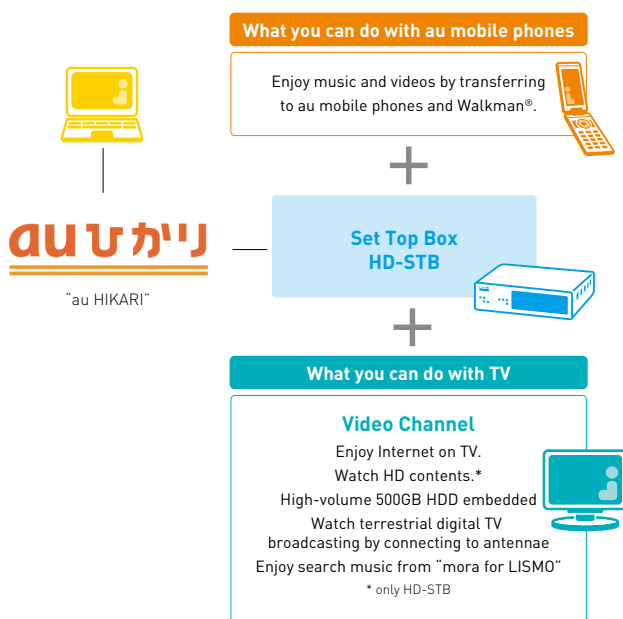 What you can do with au mobile phones
Enjoy music and videos by transferring
to au mobile phones and Walkman®.
auひかり
"au HIKARI"
Set Top Box
HD-STB
What you can do with TV
Video Channel
Enjoy Internet on TV.
Watch HD contents.*
High-volume 500GB HDD embedded
Watch terrestrial digital TV
broadcasting by connecting to antennae
Enjoy search music from “mora for LISMO”
* only HD-STB